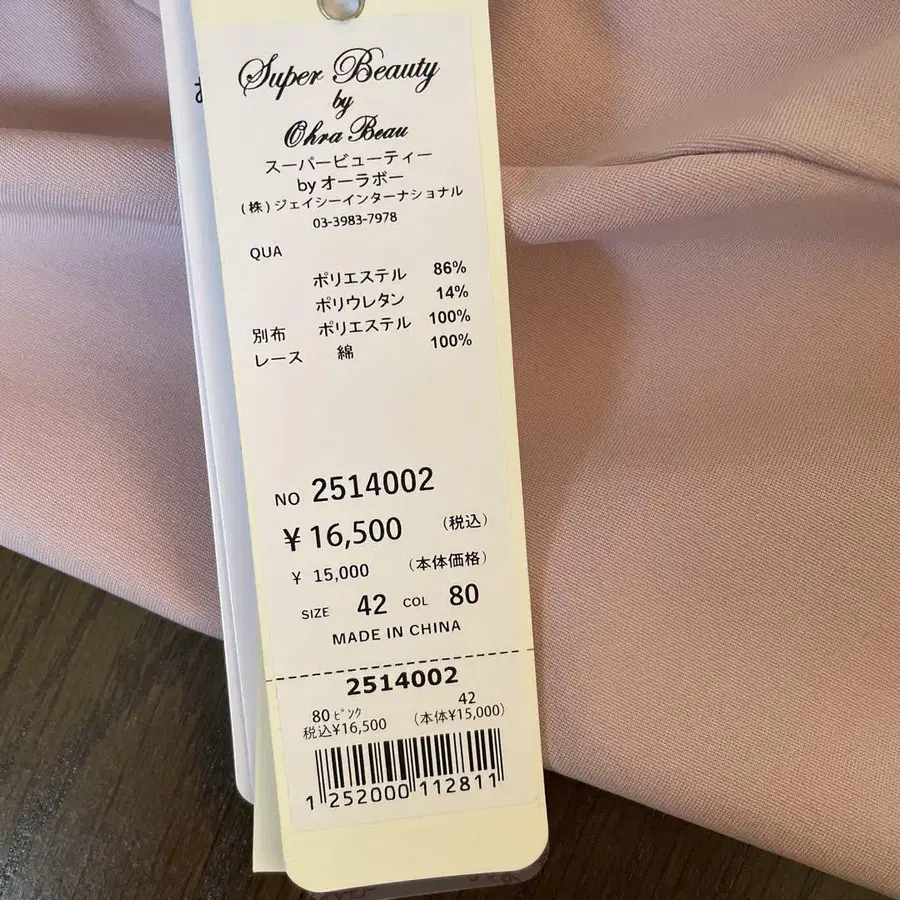 Super Beauty
by
Ohra Beau
スーパービューティー
by オーラボー
(株)ジェイシーインターナショナル
03-3983-7978
QUA
ポリエステル 86%
ポリウレタン 14%
別布 ポリエステル 100%
レース 綿 100%
NO 2514002
¥16,500 (税込)
¥ 15,000 (本体価格)
SIZE 42 COL 80
MADE IN CHINA
2514002
80 ピンク 42
税込¥16,500 (本体¥15,000)
1 252000 112811